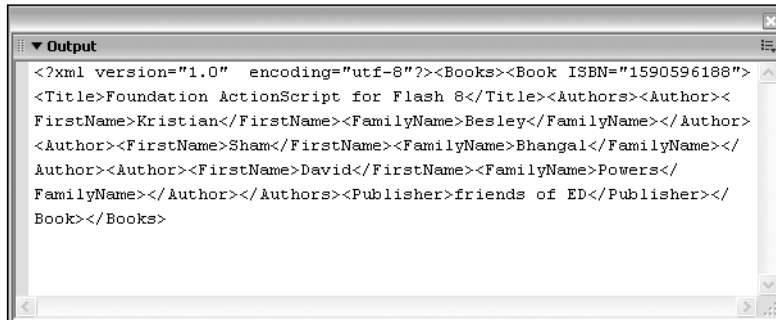 Output
<?xml version="1.0"  encoding="utf-8"?><Books><Book ISBN="1590596188">
<Title>Foundation ActionScript for Flash 8</Title><Authors><Author><
FirstName>Kristian</FirstName><FamilyName>Besley</FamilyName></Author>
<Author><FirstName>Sham</FirstName><FamilyName>Bhangal</FamilyName></
Author><Author><FirstName>David</FirstName><FamilyName>Powers</
FamilyName></Author></Authors><Publisher>friends of ED</Publisher></
Book></Books>